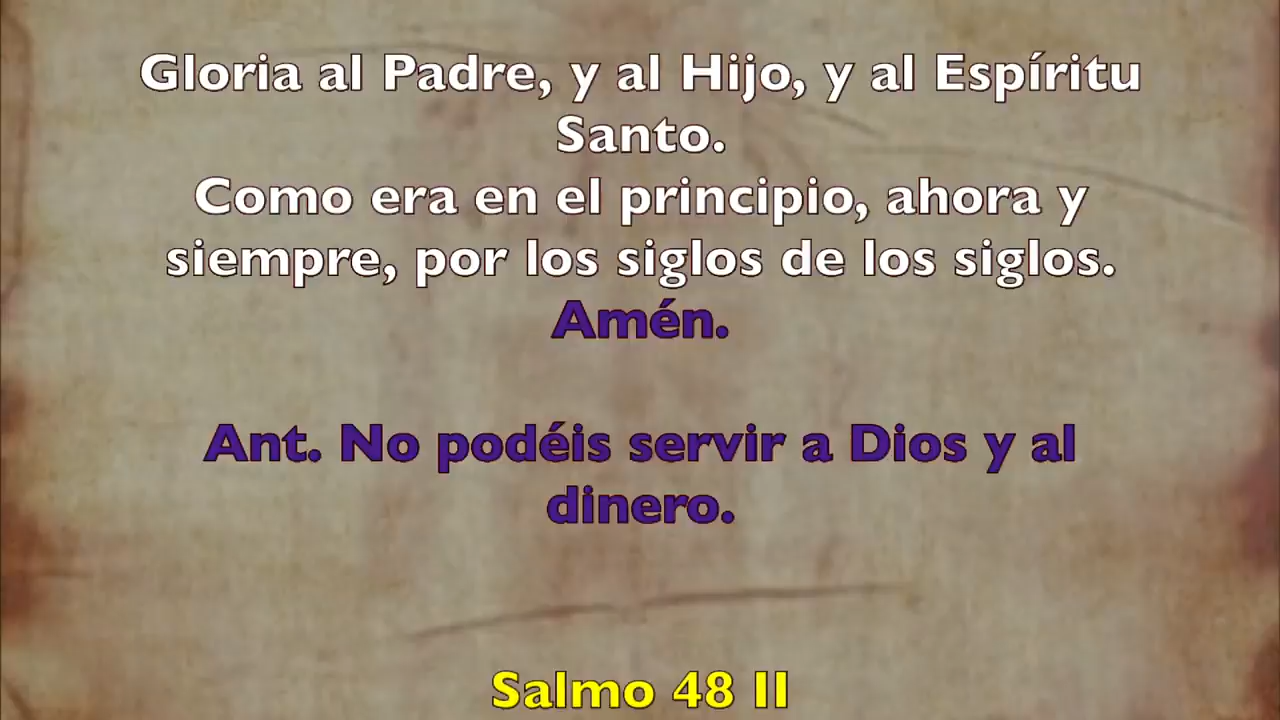 Gloria al Padre, y al Hijo, y al Espíritu
Santo.
Como era en el principio, ahora y
siempre, por los siglos de los siglos.
Amén.
Ant. No podéis servir a Dios y al
dinero.
Salmo 48 II